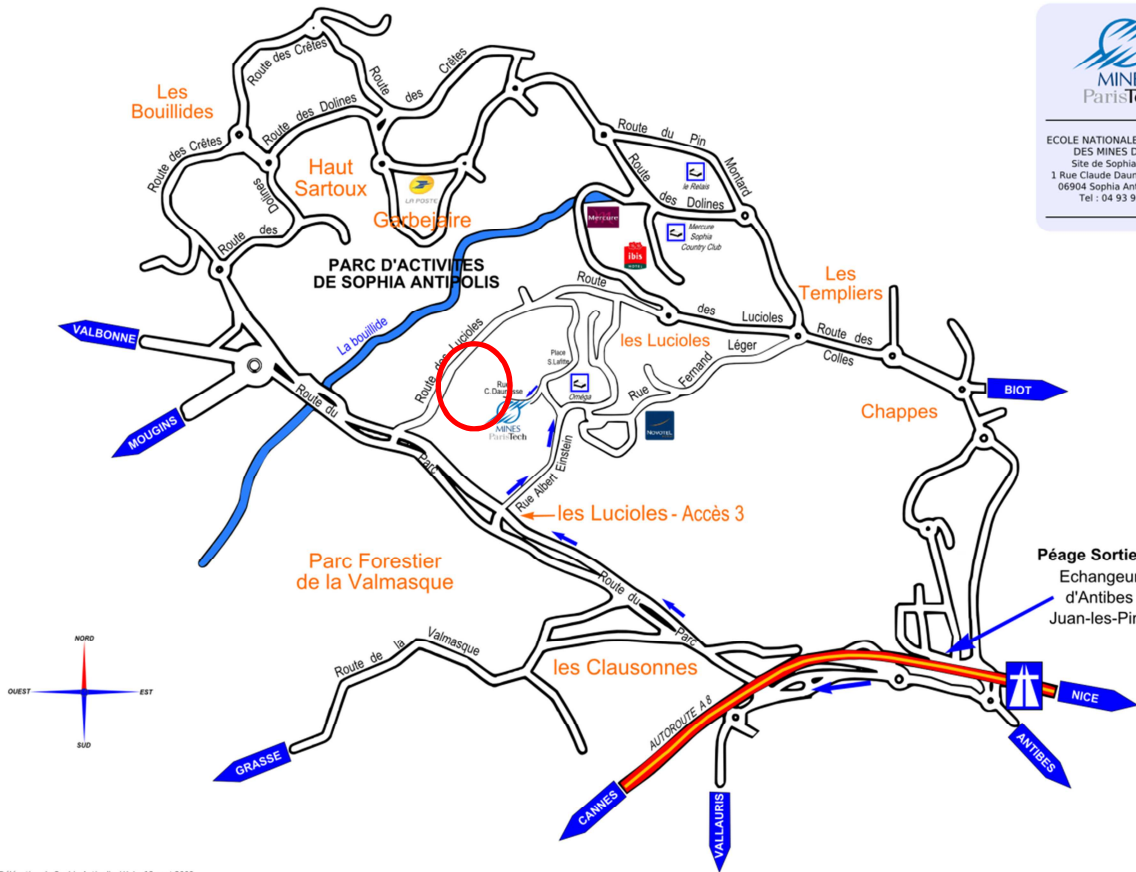 MINES
ParisTech
ECOLE NATIONALE
DES MINES D
Site de Sophia
1 Rue Claude Daun
06904 Sophia Ant
Tel : 04 93 9
Route des Crêtes
Route des Crêtes
Les
Bouillides
Route des Crêtes
Route des Dolines
Haut
Sartoux
LA POSTE
Garbejaire
Route des Dolines
Route du Pin Montard
le Relais
Route des Dolines
Mercure
Mercure
Sophia
Country Club
ibis
HOTEL
PARC D'ACTIVITES
DE SOPHIA ANTIPOLIS
La bouillide
Les
Templiers
Route des Lucioles
les Lucioles
Route des Colles
VALBONNE
MOUGINS
Route du Parc
Route des Lucioles
Place
S.Lafitte
Rue
C. Daunesse
MINES
ParisTech
Oméga
Rue Fernand Léger
NOVOTEL
BIOT
Chappes
Rue Albert Einstein
les Lucioles - Accès 3
Parc Forestier
de la Valmasque
Route du Parc
Péage Sortie
Echangeur
d'Antibes
Juan-les-Pin
Route de la Valmasque
les Clausonnes
NORD
OUEST
EST
SUD
AUTOROUTE A 8
NICE
GRASSE
ANTIBES
CANNES
VALLAURIS